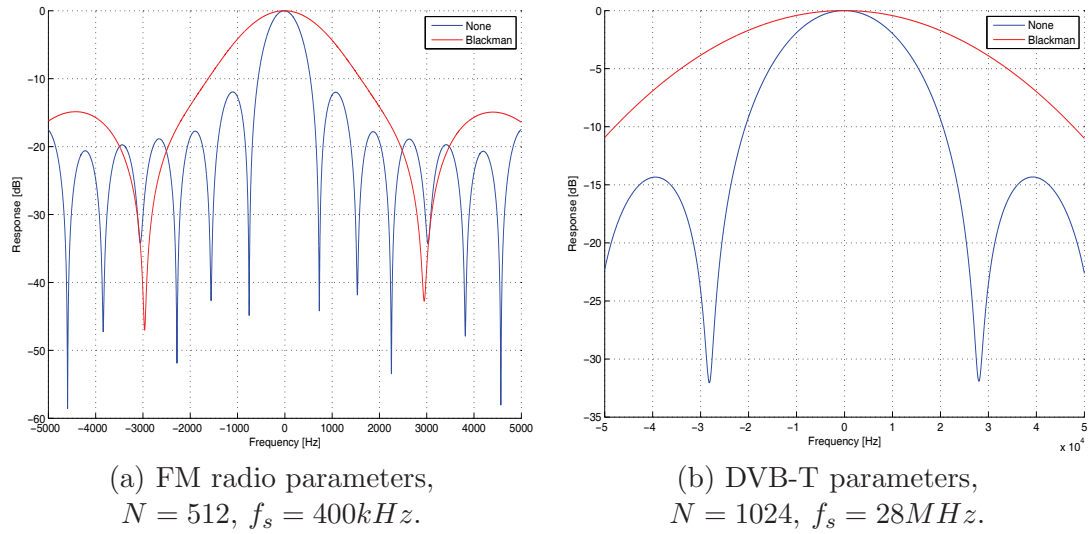 None
Blackman
Response [dB]
0
−10
−20
−30
−40
−50
−60
−5000 −4000 −3000 −2000 −1000 0 1000 2000 3000 4000 5000
Frequency [Hz]
(a) FM radio parameters,
N = 512, f_s = 400kHz.
None
Blackman
Response [dB]
0
−5
−10
−15
−20
−25
−30
−35
−5 −4 −3 −2 −1 0 1 2 3 4 5
x 10^4
Frequency [Hz]
(b) DVB-T parameters,
N = 1024, f_s = 28MHz.